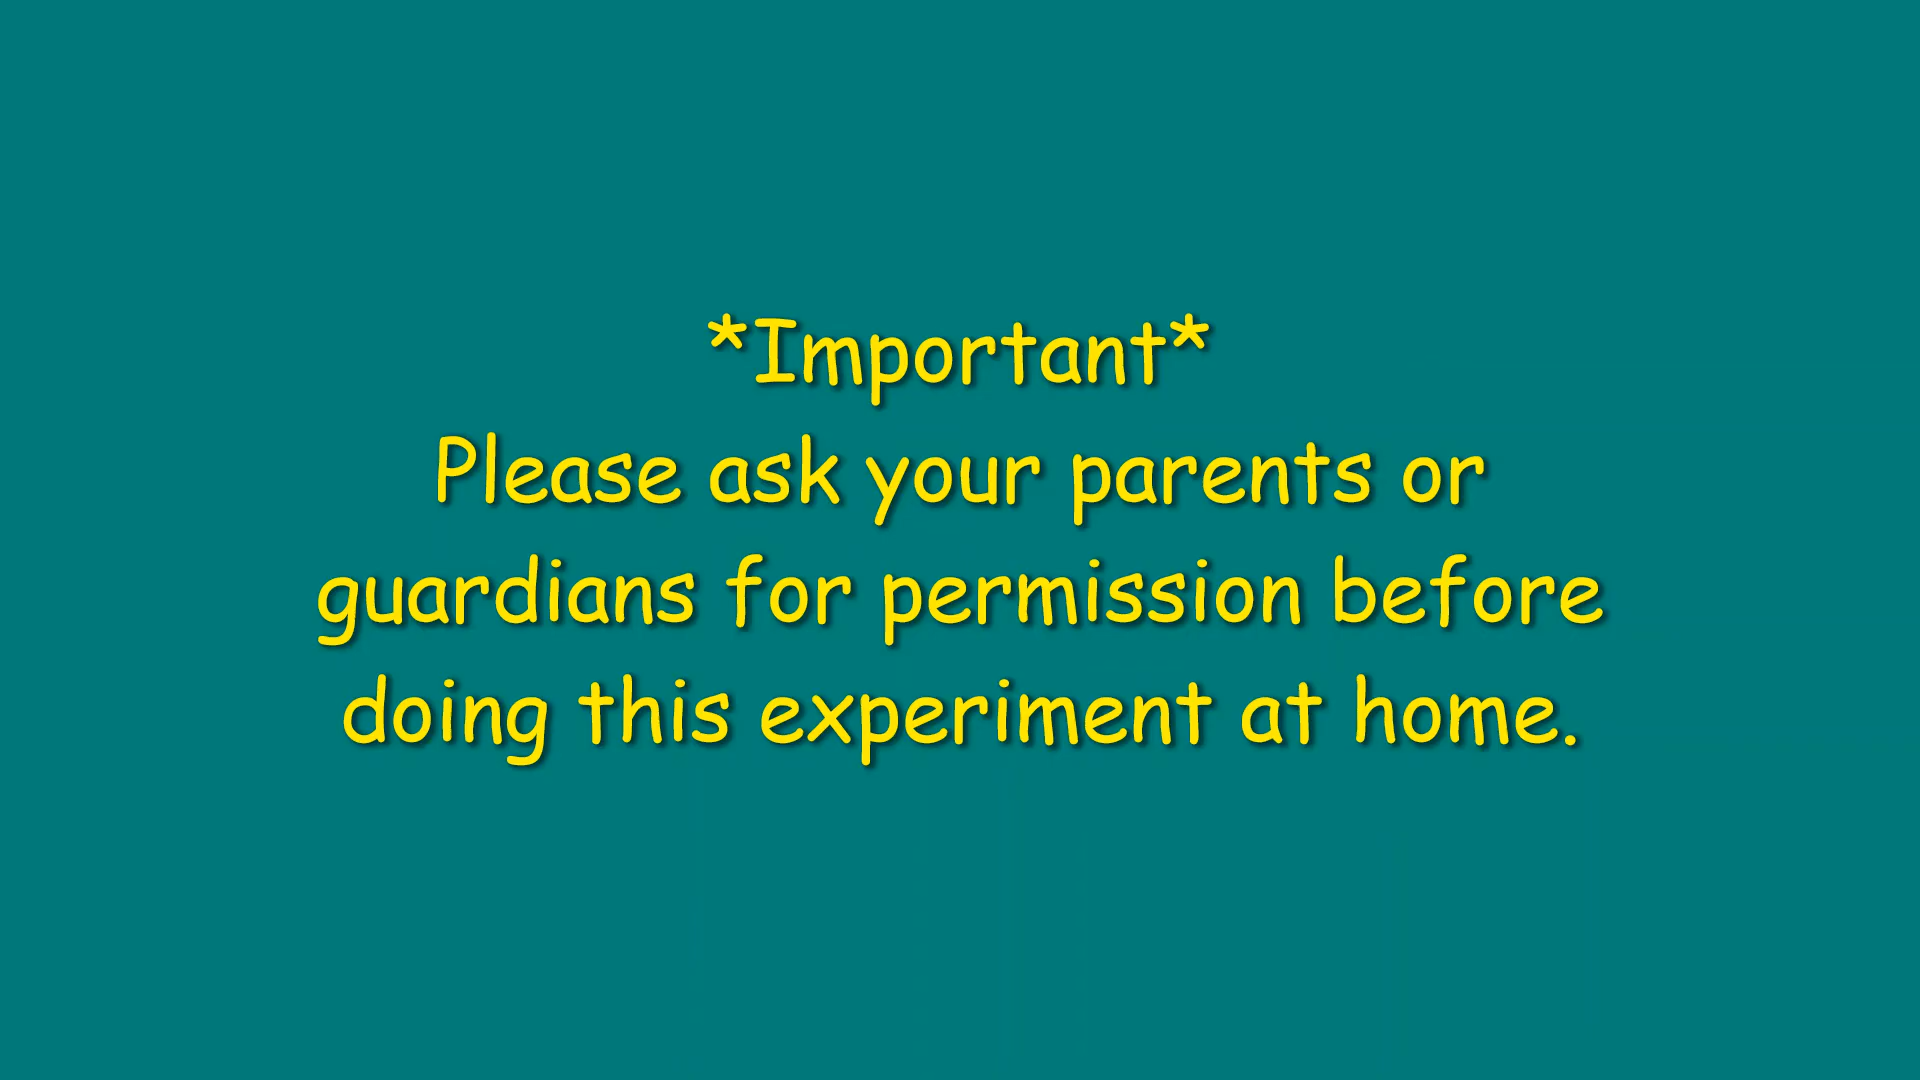 *Important*
Please ask your parents or
guardians for permission before
doing this experiment at home.